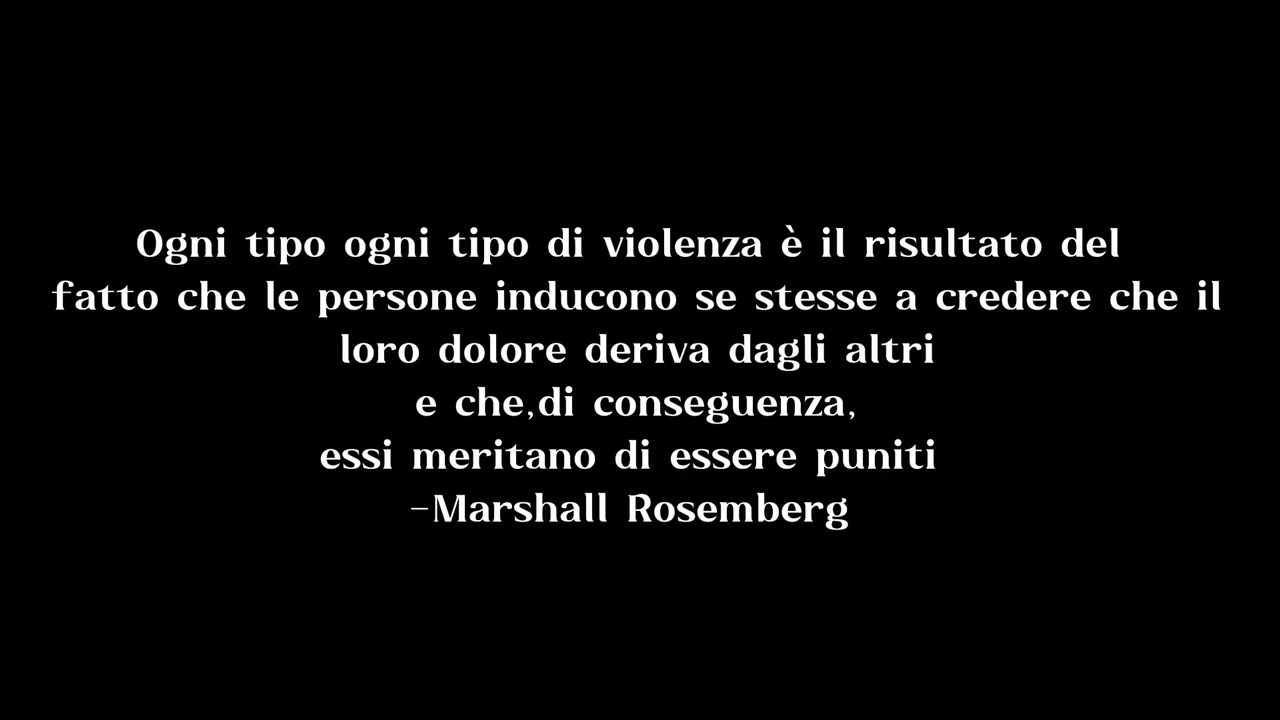 Ogni tipo ogni tipo di violenza è il risultato del
fatto che le persone inducono se stesse a credere che il
loro dolore deriva dagli altri
e che,di conseguenza,
essi meritano di essere puniti
-Marshall Rosemberg